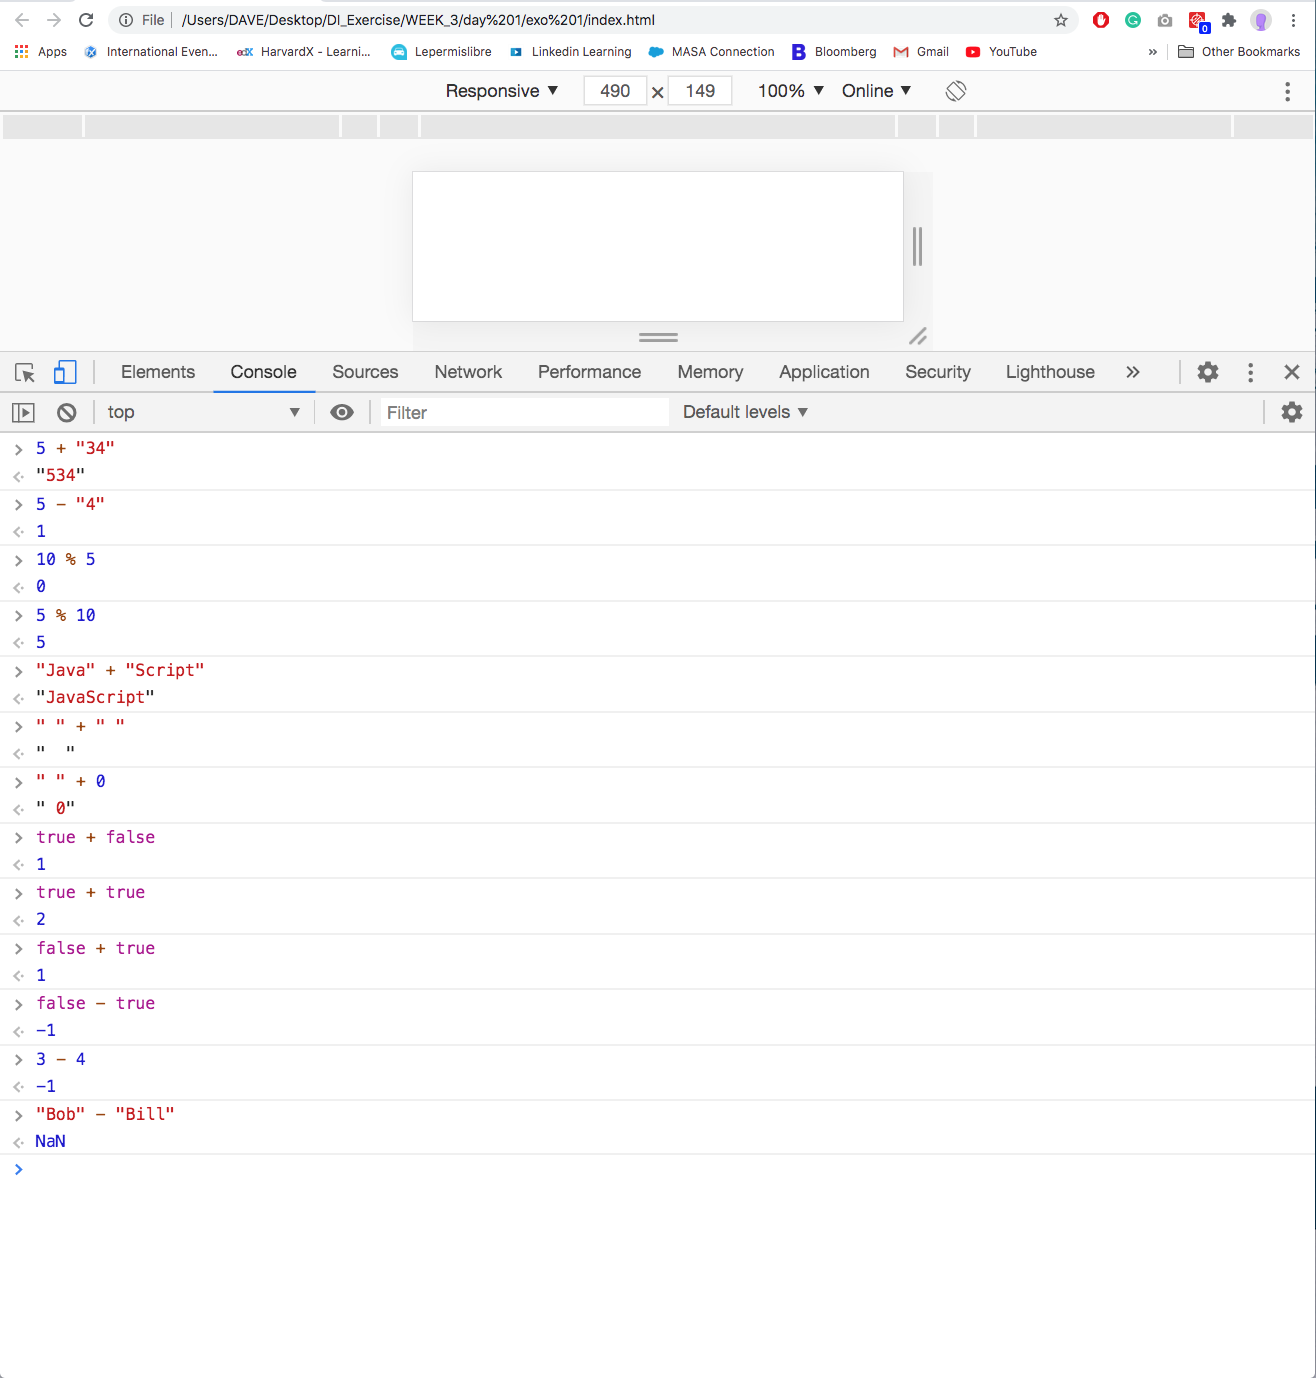 File /Users/DAVE/Desktop/DI_Exercise/WEEK_3/day%201/exo%201/index.html
0
Apps International Even... HarvardX - Learni... Lepermislibre Linkedin Learning MASA Connection Bloomberg Gmail YouTube » Other Bookmarks
Responsive 490 × 149 100% Online
Elements Console Sources Network Performance Memory Application Security Lighthouse »
top Filter Default levels
> 5 + "34"
"534"
> 5 - "4"
1
> 10 % 5
0
> 5 % 10
5
> "Java" + "Script"
"JavaScript"
> " " + " "
"  "
> " " + 0
" 0"
> true + false
1
> true + true
2
> false + true
1
> false - true
-1
> 3 - 4
-1
> "Bob" - "Bill"
NaN
>